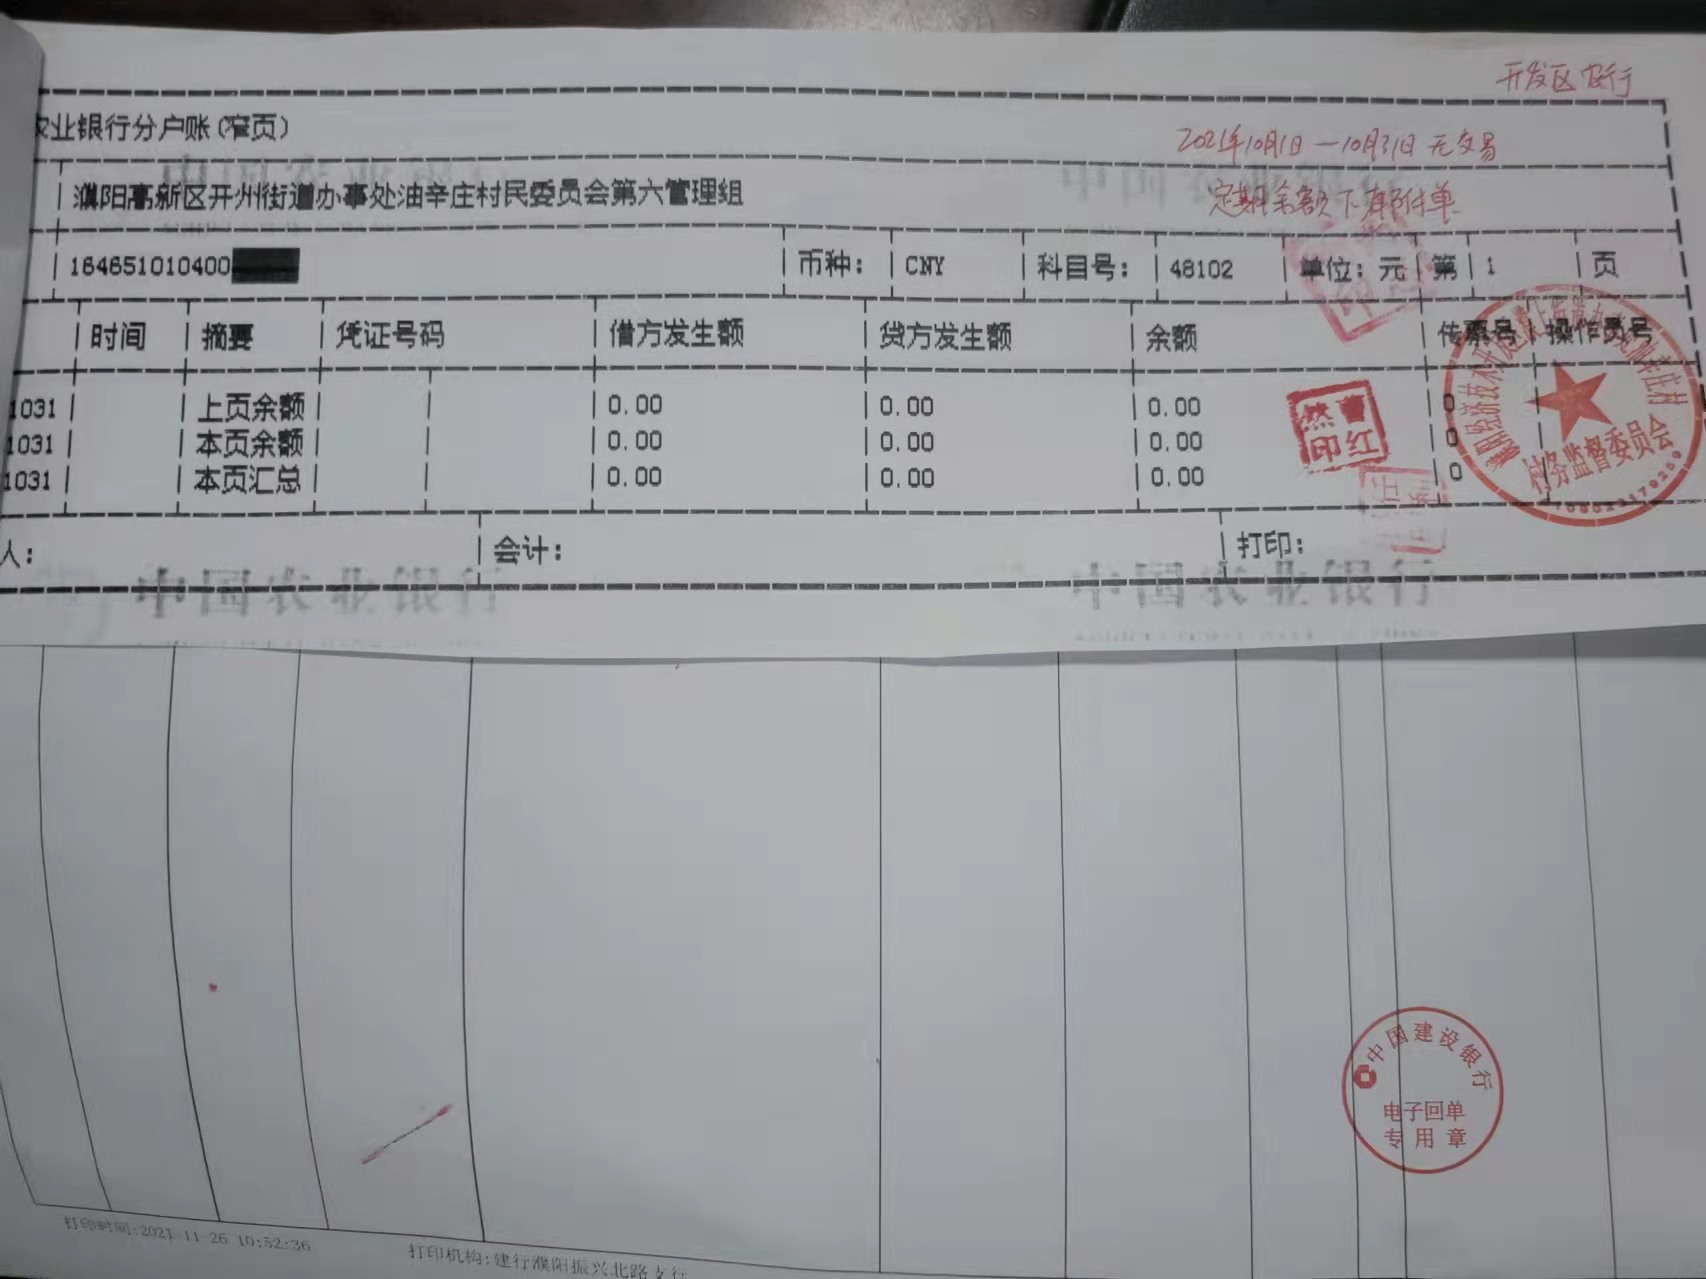 开发区农行
农业银行分户账(窄页)
2021年10月1日—10月31日 无交易
濮阳高新区开州街道办事处油辛庄村民委员会第六管理组
定期余额下有附单
164651010400 币种: CNY 科目号: 48102 单位: 元 第 1 页
时间 摘要 凭证号码 借方发生额 贷方发生额 余额 传票号 操作员号
1031 上页余额 0.00 0.00 0.00 0
1031 本页余额 0.00 0.00 0.00 0
1031 本页汇总 0.00 0.00 0.00 0
曹红然印
村务监督委员会
人: 会计: 打印:
中国农业银行 中国农业银行
中国建设银行
电子回单
专用章
打印时间:2021-11-26 10:52:36 打印机构:建行濮阳振兴北路支行